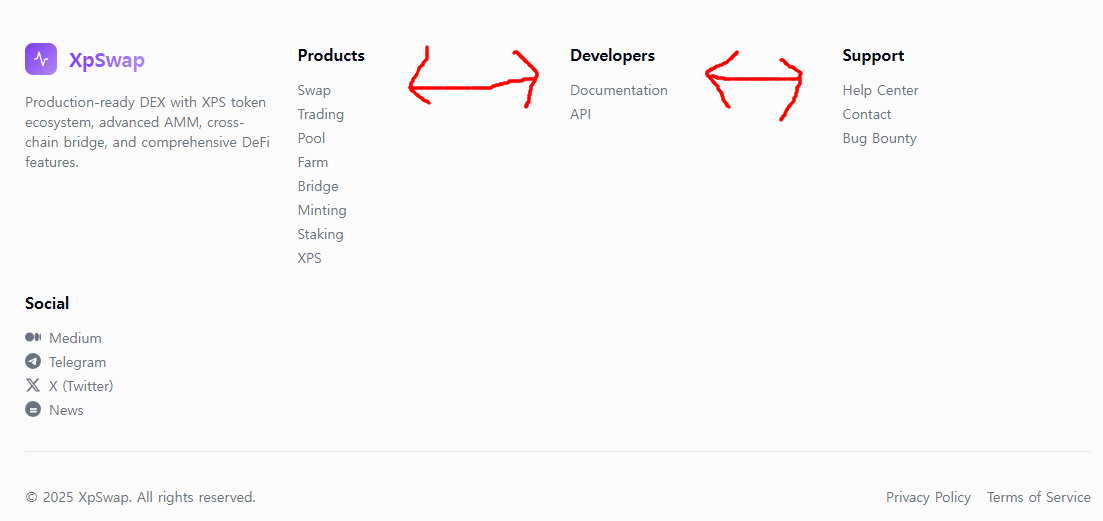 XpSwap
Production-ready DEX with XPS token
ecosystem, advanced AMM, cross-
chain bridge, and comprehensive DeFi
features.
Products
Swap
Trading
Pool
Farm
Bridge
Minting
Staking
XPS
Developers
Documentation
API
Support
Help Center
Contact
Bug Bounty
Social
Medium
Telegram
X (Twitter)
News
© 2025 XpSwap. All rights reserved.
Privacy Policy
Terms of Service